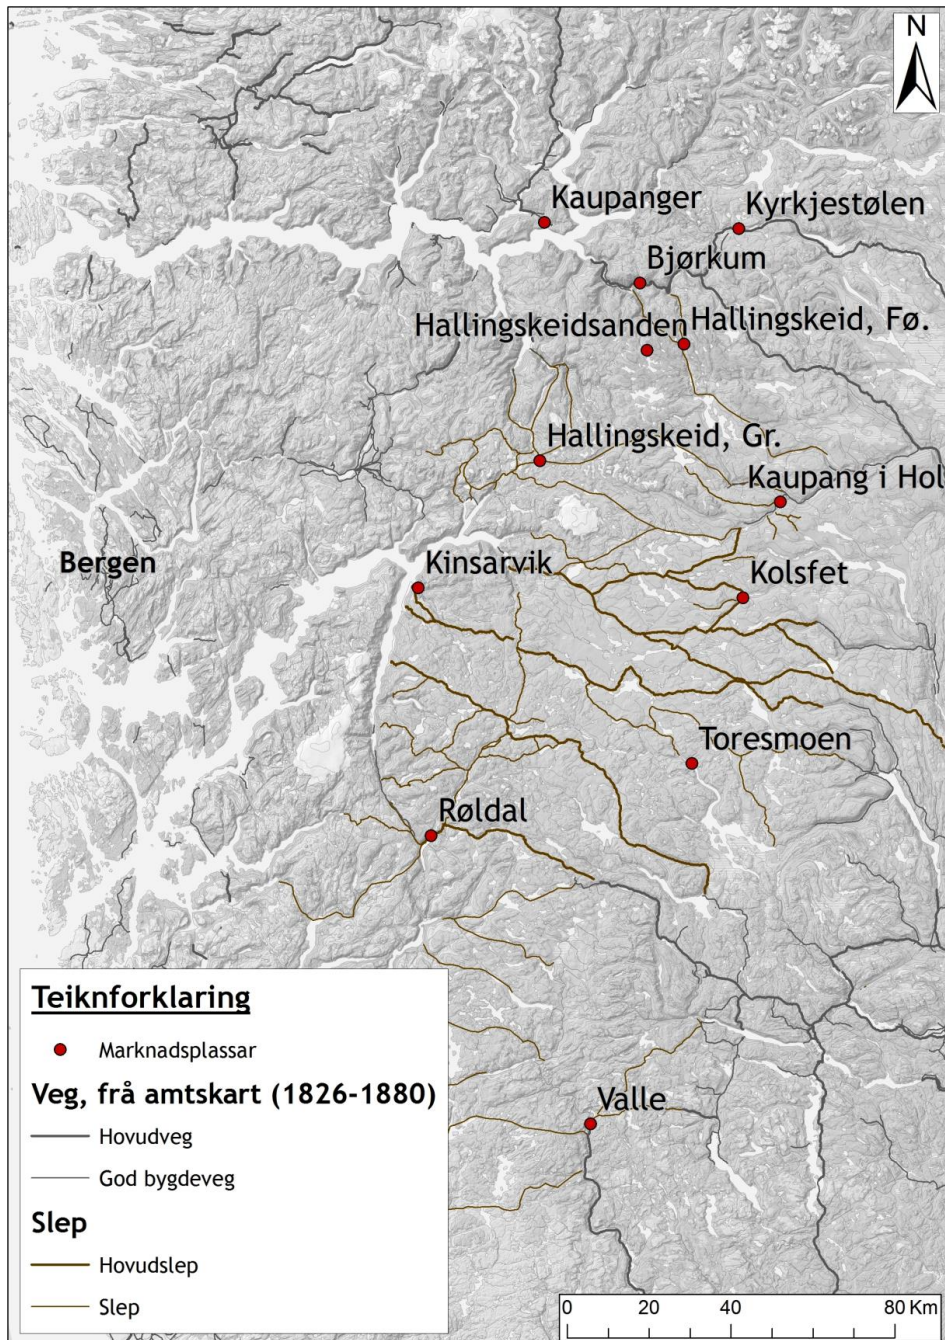 N
Kaupanger
Kyrkjestølen
Bjørkum
Hallingskeidsanden
Hallingskeid, Fø.
Hallingskeid, Gr.
Kaupang i Hol
Bergen
Kinsarvik
Kolsfet
Toresmoen
Røldal
Valle
Teiknforklaring
Marknadsplassar
Veg, frå amtskart (1826-1880)
Hovudveg
God bygdeveg
Slep
Hovudslep
Slep
0 20 40 80 Km